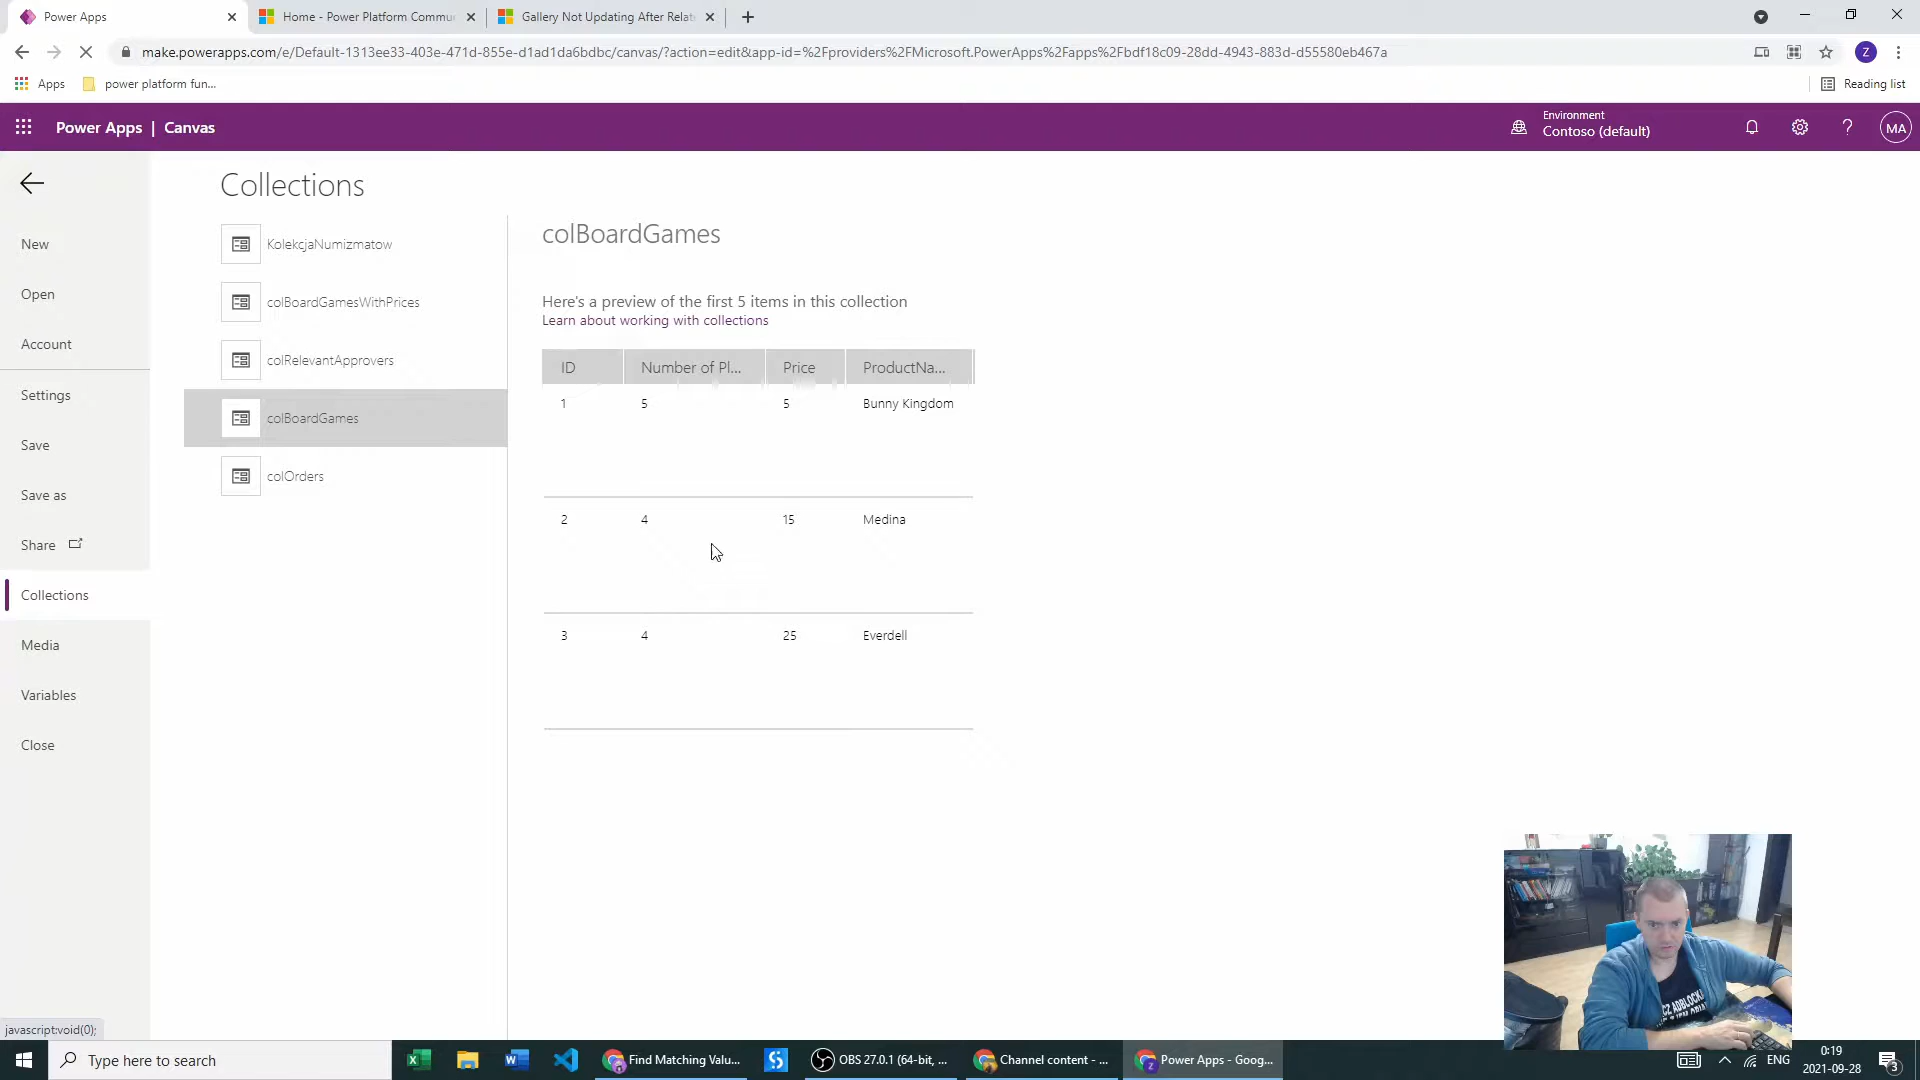 Power Apps
Home - Power Platform Commu
Gallery Not Updating After Relat
make.powerapps.com/e/Default-1313ee33-403e-471d-855e-d1ad1da6bdbc/canvas/?action=edit&app-id=%2Fproviders%2FMicrosoft.PowerApps%2Fapps%2Fbdf18c09-28dd-4943-883d-d55580eb467a
Z
Apps
power platform fun...
Reading list
Power Apps | Canvas
Environment
Contoso (default)
MA
New
Open
Account
Settings
Save
Save as
Share
Collections
Media
Variables
Close
Collections
KolekcjaNumizmatow
colBoardGamesWithPrices
colRelevantApprovers
colBoardGames
colOrders
colBoardGames
Here's a preview of the first 5 items in this collection
Learn about working with collections
ID Number of Pl... Price ProductNa...
1 5 5 Bunny Kingdom
2 4 15 Medina
3 4 25 Everdell
CZ ADBLOCK
javascript:void(0);
Type here to search
Find Matching Valu...
OBS 27.0.1 (64-bit, ...
Channel content - ...
Power Apps - Goog...
ENG
0:19
2021-09-28
3